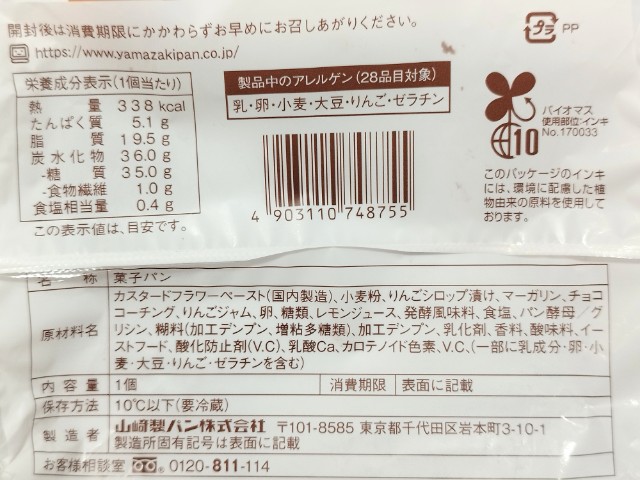 開封後は消費期限にかかわらずお早めにお召しあがりください。
https://www.yamazakipan.co.jp/
プラ PP
栄養成分表示(1個当たり)
熱量 338 kcal
たんぱく質 5.1 g
脂質 19.5 g
炭水化物 36.0 g
-糖質 35.0 g
-食物繊維 1.0 g
食塩相当量 0.4 g
この表示値は、目安です。
製品中のアレルゲン(28品目対象)
乳・卵・小麦・大豆・りんご・ゼラチン
4 903110 748755
10
バイオマス
使用部位:インキ
No.170033
このパッケージのインキ
には、環境に配慮した植
物由来の原料を使用して
おります。
名称 菓子パン
原材料名
カスタードフラワーペースト(国内製造)、小麦粉、りんごシロップ漬け、マーガリン、チョコ
コーチング、りんごジャム、卵、糖類、レモンジュース、発酵風味料、食塩、パン酵母/グ
リシン、糊料(加工デンプン、増粘多糖類)、加工デンプン、乳化剤、香料、酸味料、イー
ストフード、酸化防止剤(V.C)、乳酸Ca、カロテノイド色素、V.C、(一部に乳成分・卵・小
麦・大豆・りんご・ゼラチンを含む)
内容量 1個 消費期限 表面に記載
保存方法 10℃以下(要冷蔵)
製造者 山崎製パン株式会社 〒101-8585 東京都千代田区岩本町3-10-1
製造所固有記号は表面に記載
お客様相談室 0120-811-114